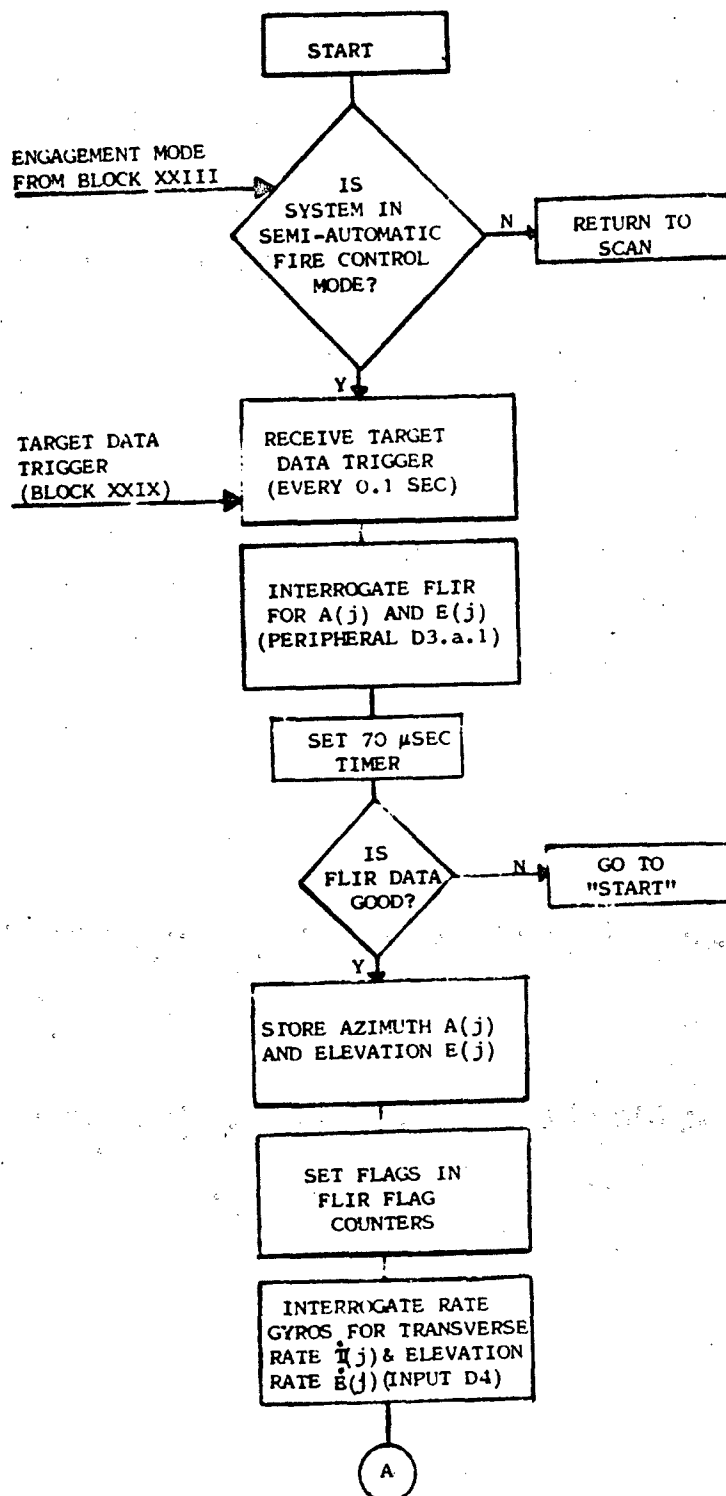 START
ENGAGEMENT MODE
FROM BLOCK XXIII
IS
SYSTEM IN
SEMI-AUTOMATIC
FIRE CONTROL
MODE?
N
RETURN TO
SCAN
Y
TARGET DATA
TRIGGER
(BLOCK XXIX)
RECEIVE TARGET
DATA TRIGGER
(EVERY 0.1 SEC)
INTERROGATE FLIR
FOR A(j) AND E(j)
(PERIPHERAL D3.a.1)
SET 70 μSEC
TIMER
IS
FLIR DATA
GOOD?
N
GO TO
"START"
Y
STORE AZIMUTH A(j)
AND ELEVATION E(j)
SET FLAGS IN
FLIR FLAG
COUNTERS
INTERROGATE RATE
GYROS FOR TRANSVERSE
RATE Ṫ(j) & ELEVATION
RATE Ė(j) (INPUT D4)
A